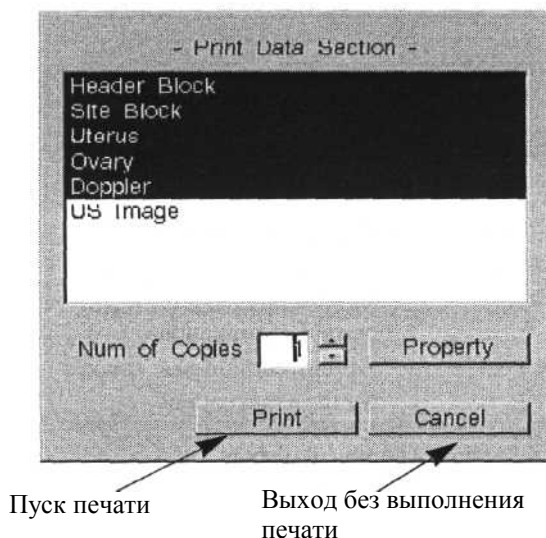 - Print Data Section -
Header Block
Site Block
Uterus
Ovary
Doppler
US Image
Num of Copies 1 Property
Print Cancel
Пуск печати
Выход без выполнения
печати